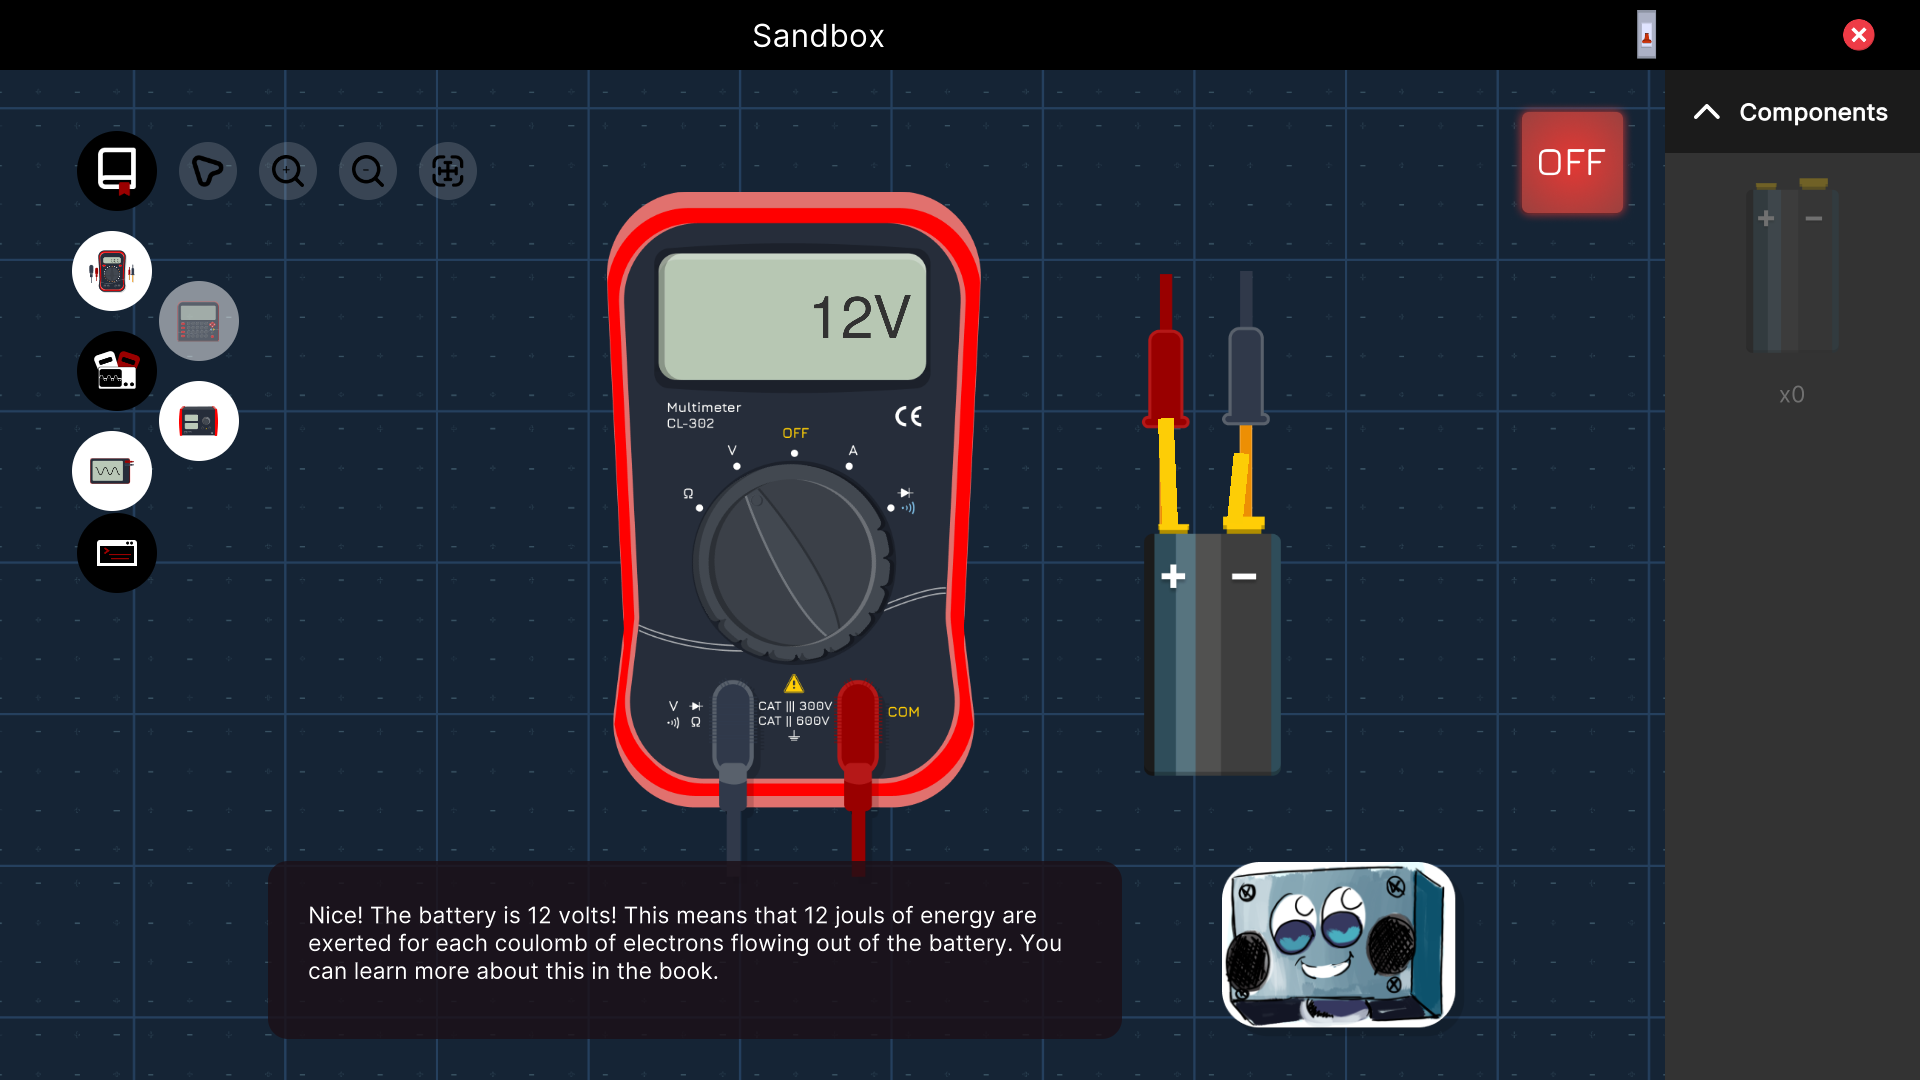 Sandbox
OFF
Components
+ −
x0
12V
Multimeter
CL-302
CE
OFF
V
A
Ω
+ −
V
Ω
CAT ||| 300V
CAT || 600V
COM
Nice! The battery is 12 volts! This means that 12 jouls of energy are
exerted for each coulomb of electrons flowing out of the battery. You
can learn more about this in the book.